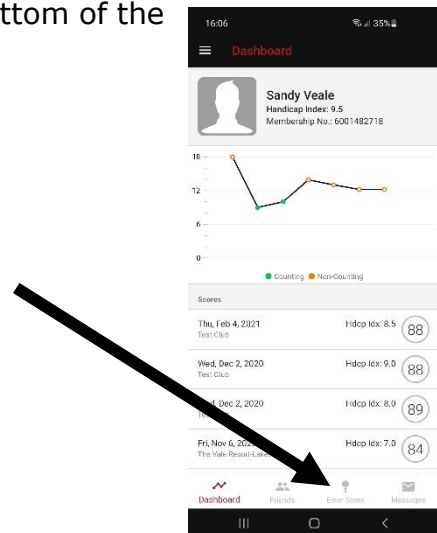 ttom of the
16:06 35%
Dashboard
Sandy Veale
Handicap Index: 9.5
Membership No.: 6001482718
18
12
6
0
Counting Non-Counting
Scores
Thu, Feb 4, 2021 Hdcp Idx: 8.5 88
Test Club
Wed, Dec 2, 2020 Hdcp Idx: 9.0 88
Test Club
Dec 2, 2020 Hdcp Idx: 8.0 89
Fri, Nov 6, Hdcp Idx: 7.0 84
The Vale Resort-Lake
Dashboard Friends Enter Score Messages